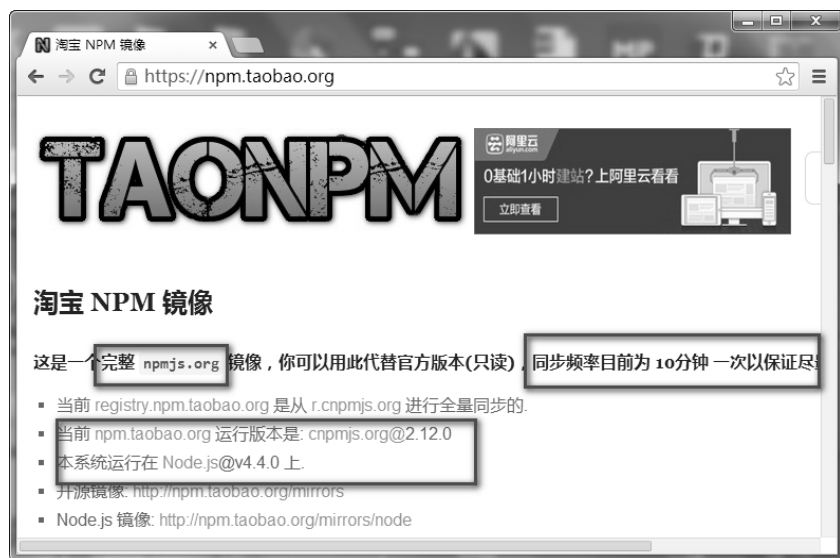 淘宝 NPM 镜像
https://npm.taobao.org
TAONPM
阿里云
aliyun.com
0基础1小时建站?上阿里云看看
立即查看
淘宝 NPM 镜像
这是一个完整 npmjs.org 镜像，你可以用此代替官方版本(只读)，同步频率目前为 10分钟 一次以保证尽
当前 registry.npm.taobao.org 是从 r.cnpmjs.org 进行全量同步的.
当前 npm.taobao.org 运行版本是: cnpmjs.org@2.12.0
本系统运行在 Node.js@v4.4.0 上.
开源镜像: http://npm.taobao.org/mirrors
Node.js 镜像: http://npm.taobao.org/mirrors/node